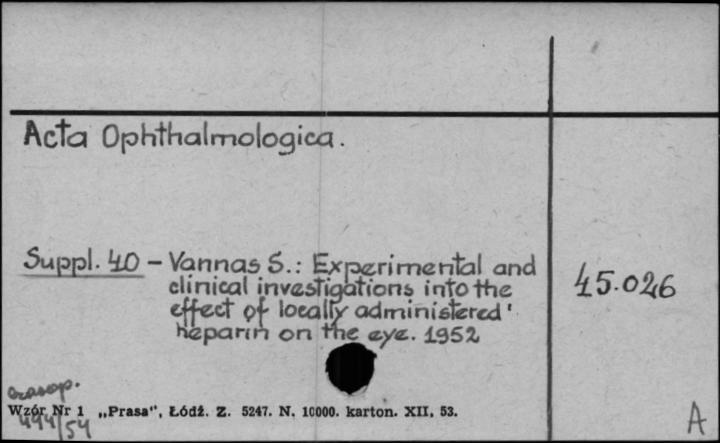 Acta Ophthalmologica.
Suppl. 40 - Vannas S.: Experimental and
clinical investigations into the
effect of locally administered
heparin on the eye. 1952
45.026
czasop.
Wzór Nr 1 „Prasa", Łódź. Z. 5247. N. 10000. karton. XII, 53.
494/54
A